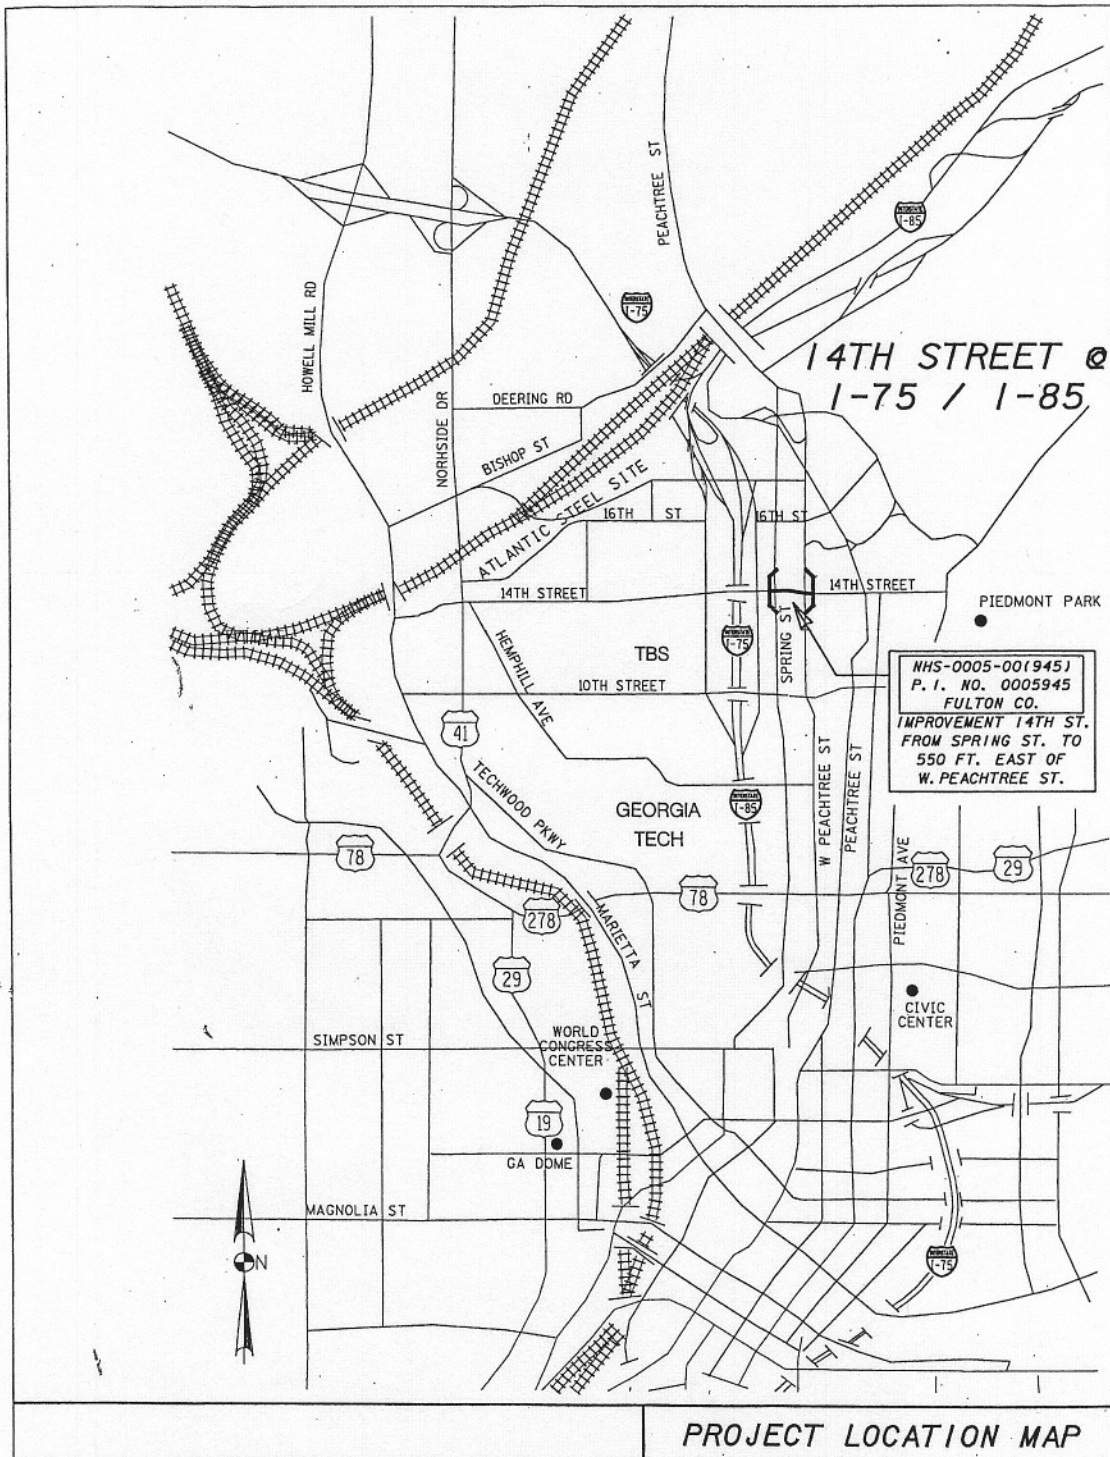 PEACHTREE ST
INTERSTATE
I-85
INTERSTATE
I-75
HOWELL MILL RD
14TH STREET @
I-75 / I-85
NORHSIDE DR
DEERING RD
BISHOP ST
ATLANTIC STEEL SITE
16TH ST
16TH ST
14TH STREET
14TH STREET
PIEDMONT PARK
HEMPHILL AVE
TBS
INTERSTATE
I-75
SPRING ST
10TH STREET
NHS-0005-00(945)
P. I. NO. 0005945
FULTON CO.
IMPROVEMENT 14TH ST.
FROM SPRING ST. TO
550 FT. EAST OF
W. PEACHTREE ST.
41
TECHWOOD PKWY
GEORGIA
TECH
INTERSTATE
I-85
W PEACHTREE ST
PEACHTREE ST
PIEDMONT AVE
78
278
29
78
278
MARIETTA ST
29
CIVIC
CENTER
SIMPSON ST
WORLD
CONGRESS
CENTER
19
GA DOME
MAGNOLIA ST
N
INTERSTATE
I-75
PROJECT LOCATION MAP